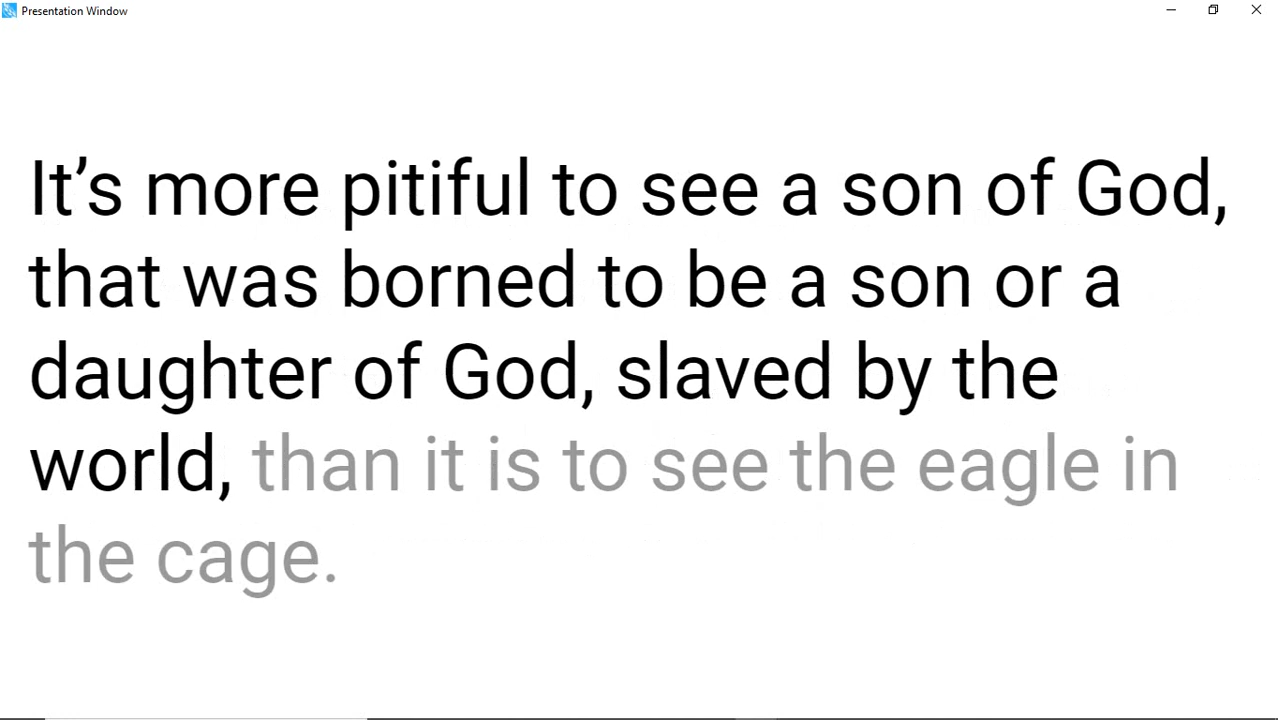 Presentation Window
It’s more pitiful to see a son of God,
that was borned to be a son or a
daughter of God, slaved by the
world, than it is to see the eagle in
the cage.